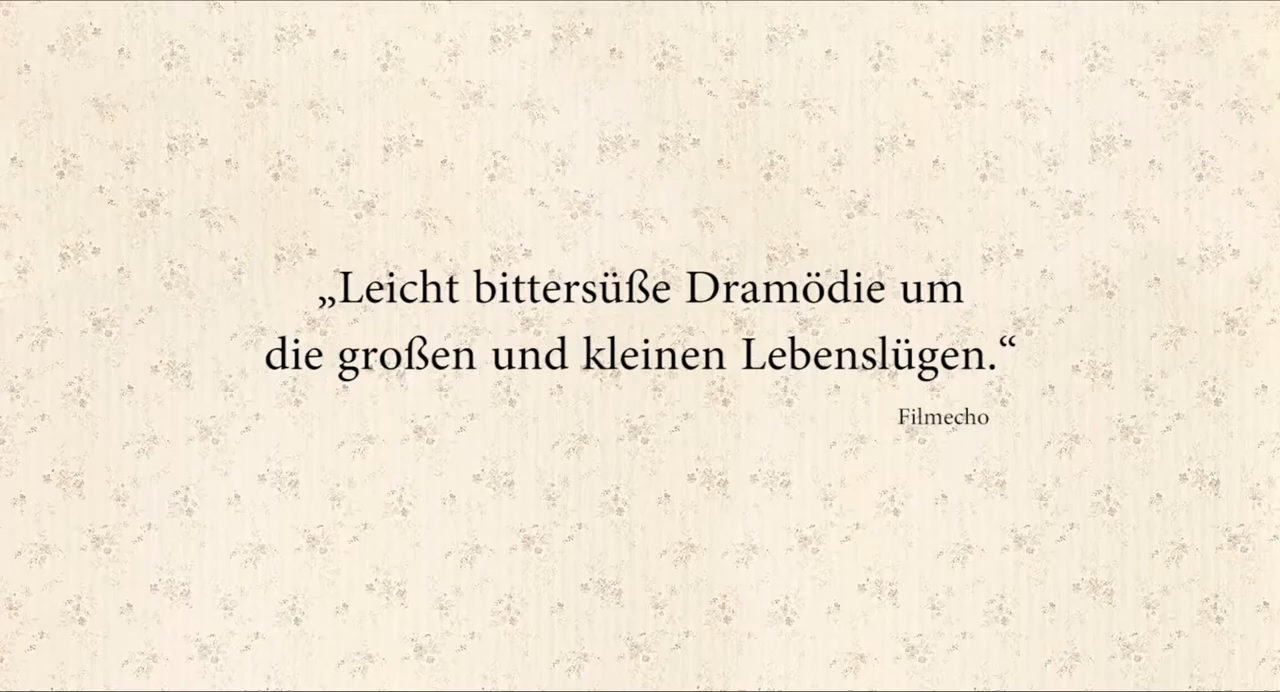 „Leicht bittersüße Dramödie um
die großen und kleinen Lebenslügen.“
Filmecho